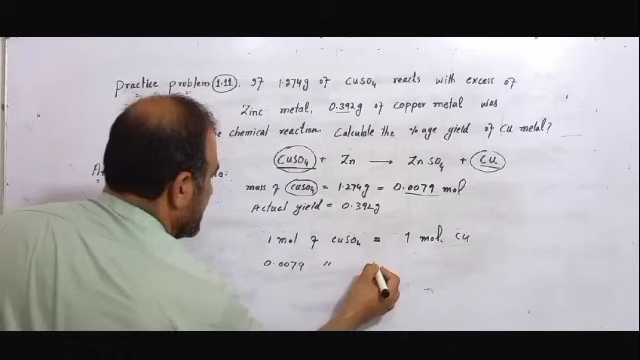 Practice problem 1.11. If 1.274g of CuSO₄ reacts with excess of
Zinc metal, 0.392g of copper metal was
chemical reaction. Calculate the %age yield of Cu metal?
CuSO₄ + Zn → ZnSO₄ + Cu
mass of CuSO₄ = 1.274g = 0.0079 mol
Actual yield = 0.392g
1 mol of CuSO₄ = 1 mol. Cu
0.0079 "